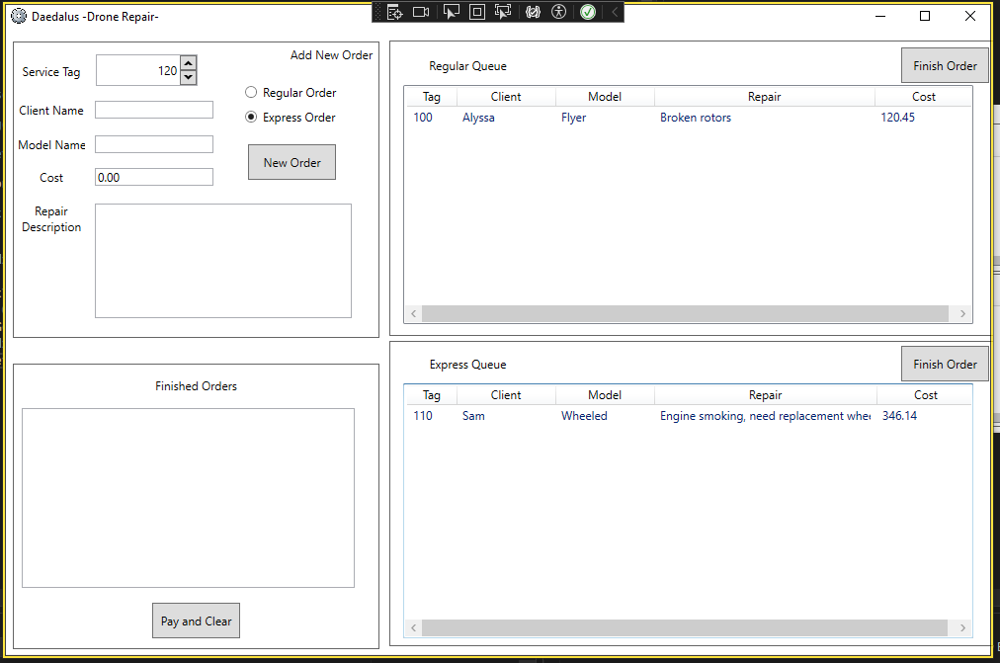 Daedalus -Drone Repair-
Add New Order
Service Tag
120
Regular Order
Client Name
Express Order
Model Name
New Order
Cost
0.00
Repair
Description
Finished Orders
Pay and Clear
Regular Queue
Finish Order
Tag Client Model Repair Cost
100 Alyssa Flyer Broken rotors 120.45
Express Queue
Finish Order
Tag Client Model Repair Cost
110 Sam Wheeled Engine smoking, need replacement 346.14